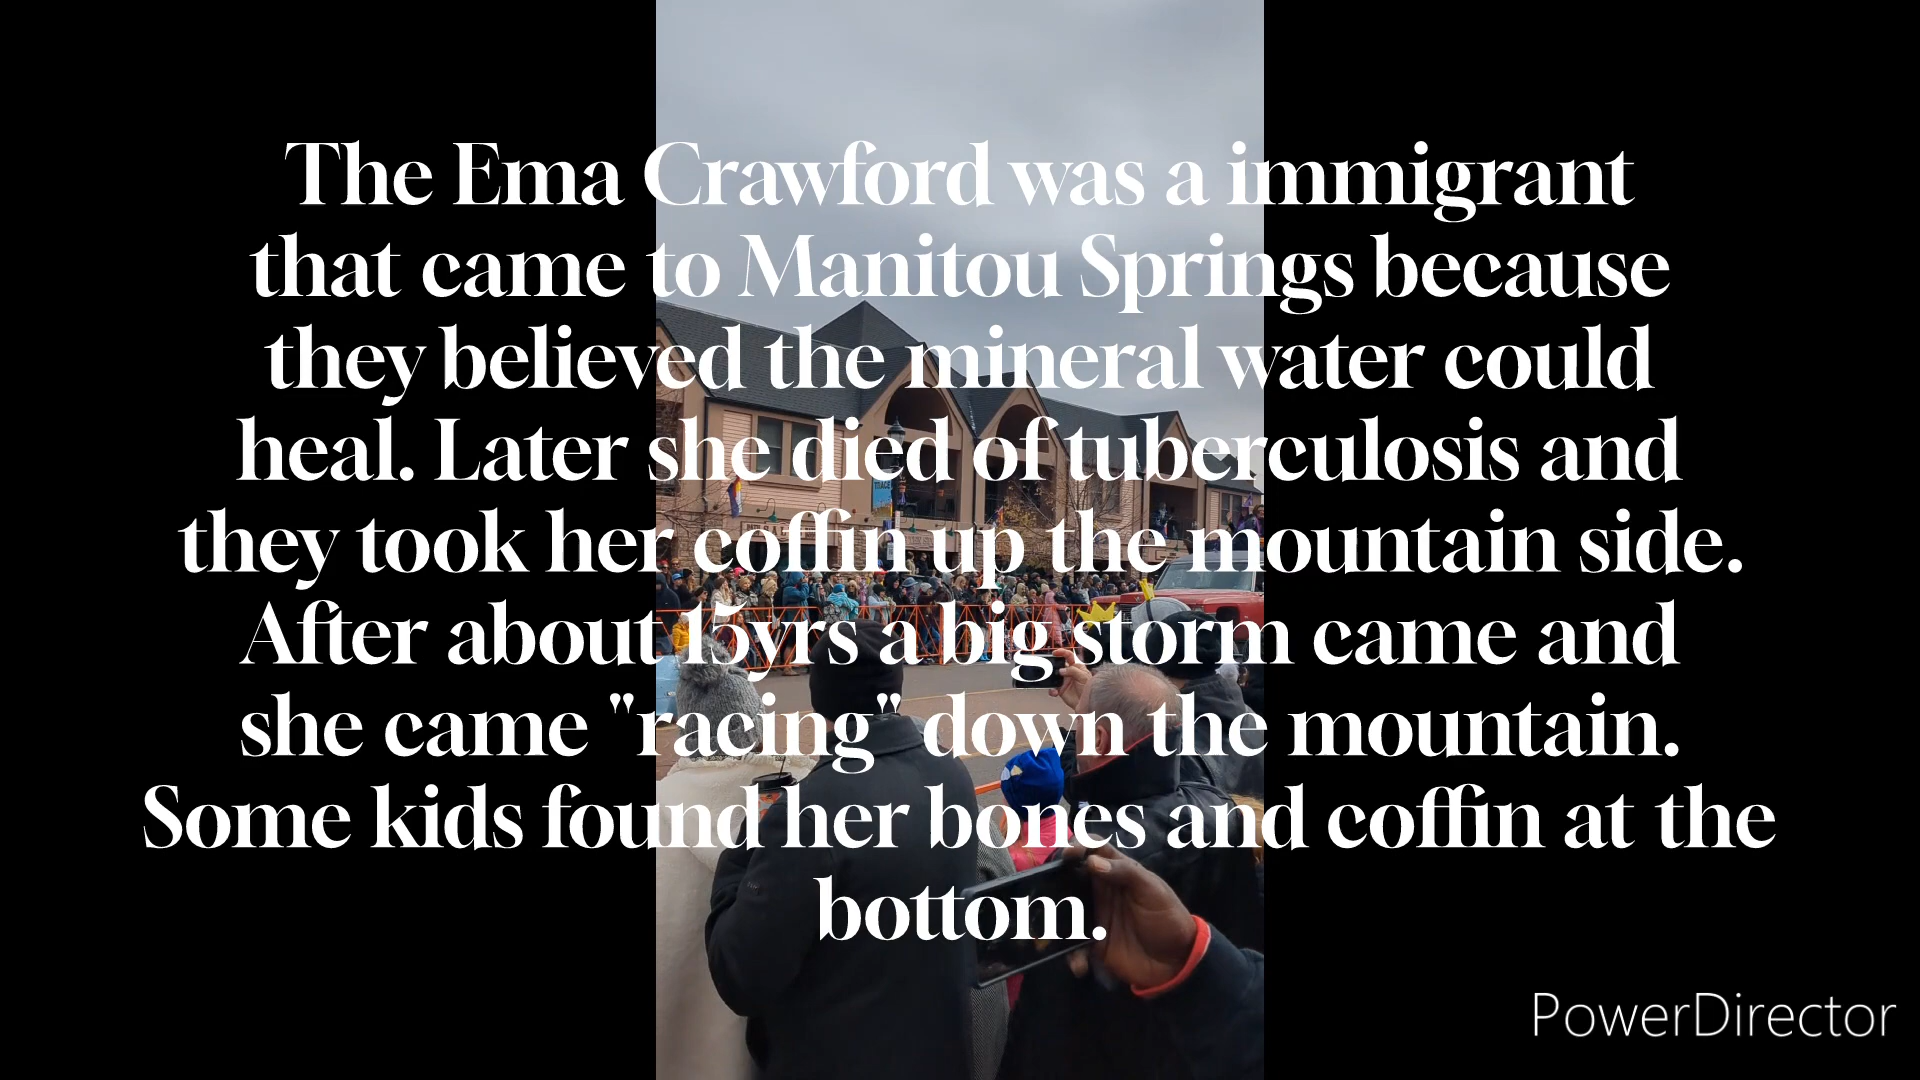 The Ema Crawford was a immigrant
that came to Manitou Springs because
they believed the mineral water could
heal. Later she died of tuberculosis and
they took her coffin up the mountain side.
After about 15yrs a big storm came and
she came "racing" down the mountain.
Some kids found her bones and coffin at the
bottom.
PowerDirector